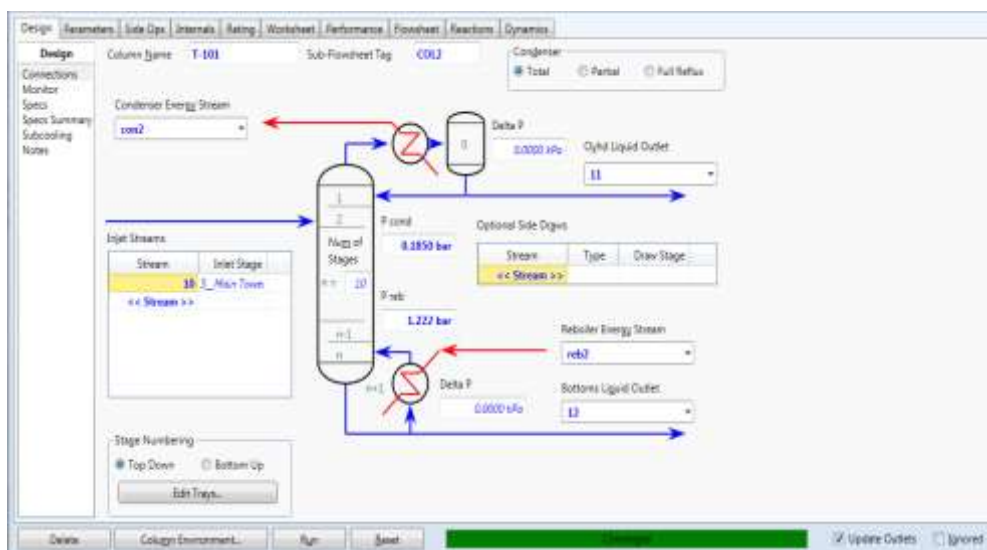 Design Parameters Side Ops Internals Rating Worksheet Performance Flowsheet Reactions Dynamics
Design
Connections
Monitor
Specs
Specs Summary
Subcooling
Notes
Column Name T-101 Sub-Flowsheet Tag COL2
Condenser
Total Partial Full Reflux
Condenser Energy Stream
con2
Delta P
0.0000 kPa
Ovhd Liquid Outlet
11
0
1
2
Num of
Stages
n = 10
n-1
n
n+1
P cond
0.1850 bar
P reb
1.222 bar
Optional Side Draws
Stream Type Draw Stage
<< Stream >>
Inlet Streams
Stream Inlet Stage
10 5_Main Tower
<< Stream >>
Reboiler Energy Stream
reb2
Delta P
0.0000 kPa
Bottoms Liquid Outlet
12
Stage Numbering
Top Down Bottom Up
Edit Trays...
Delete Column Environment... Run Reset Converged Update Outlets Ignored